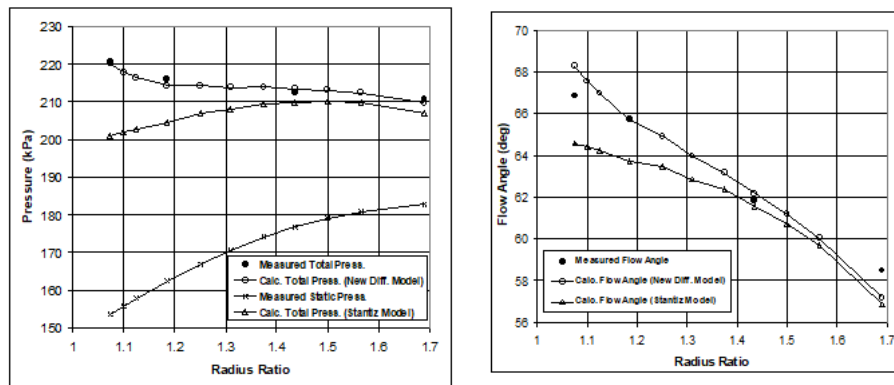 230
220
210
200
190
180
170
160
150
Pressure (kPa)
Measured Total Press.
Calc. Total Press. (New Diff. Model)
Measured Static Press.
Calc. Total Press. (Stantiz Model)
1 1.1 1.2 1.3 1.4 1.5 1.6 1.7
Radius Ratio
70
68
66
64
62
60
58
56
Flow Angle (deg)
Measured Flow Angle
Calc. Flow Angle (New Diff. Model)
Calc. Flow Angle (Stantiz Model)
1 1.1 1.2 1.3 1.4 1.5 1.6 1.7
Radius Ratio